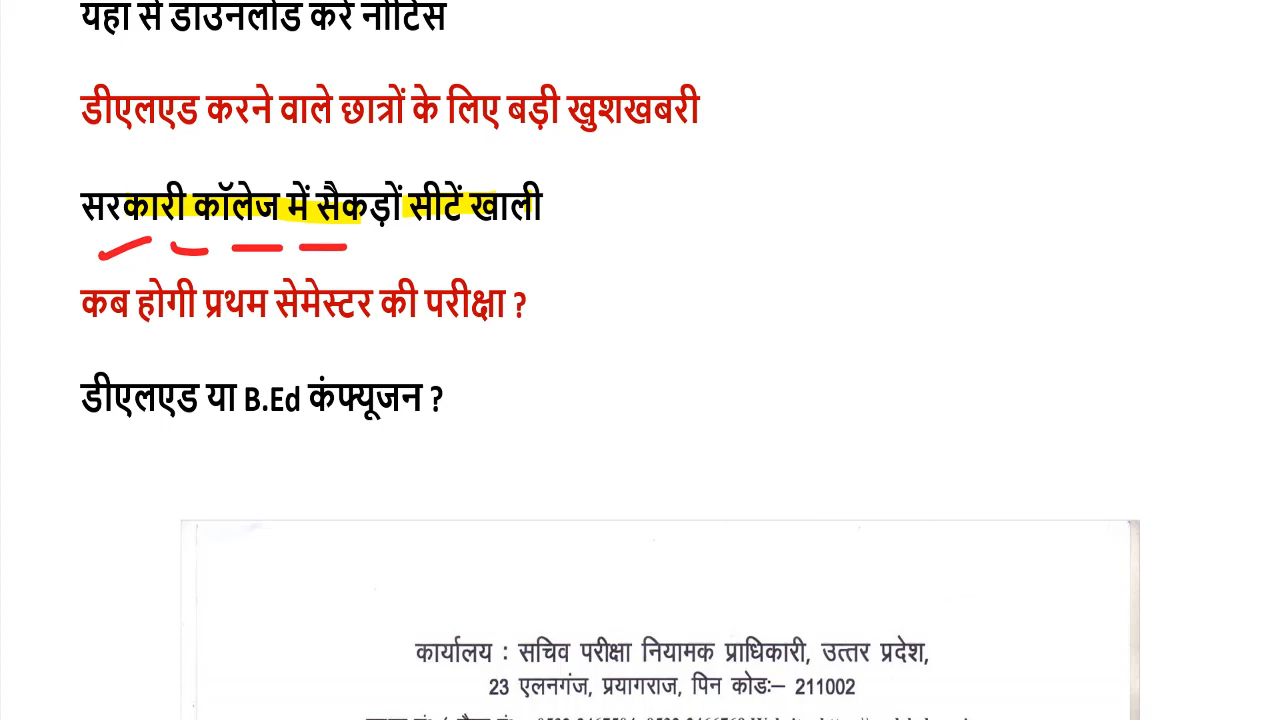 यहां से डाउनलोड करें नोटिस
डीएलएड करने वाले छात्रों के लिए बड़ी खुशखबरी
सरकारी कॉलेज में सैकड़ों सीटें खाली
कब होगी प्रथम सेमेस्टर की परीक्षा ?
डीएलएड या B.Ed कंफ्यूजन ?
कार्यालय : सचिव परीक्षा नियामक प्राधिकारी, उत्तर प्रदेश,
23 एलनगंज, प्रयागराज, पिन कोडः– 211002